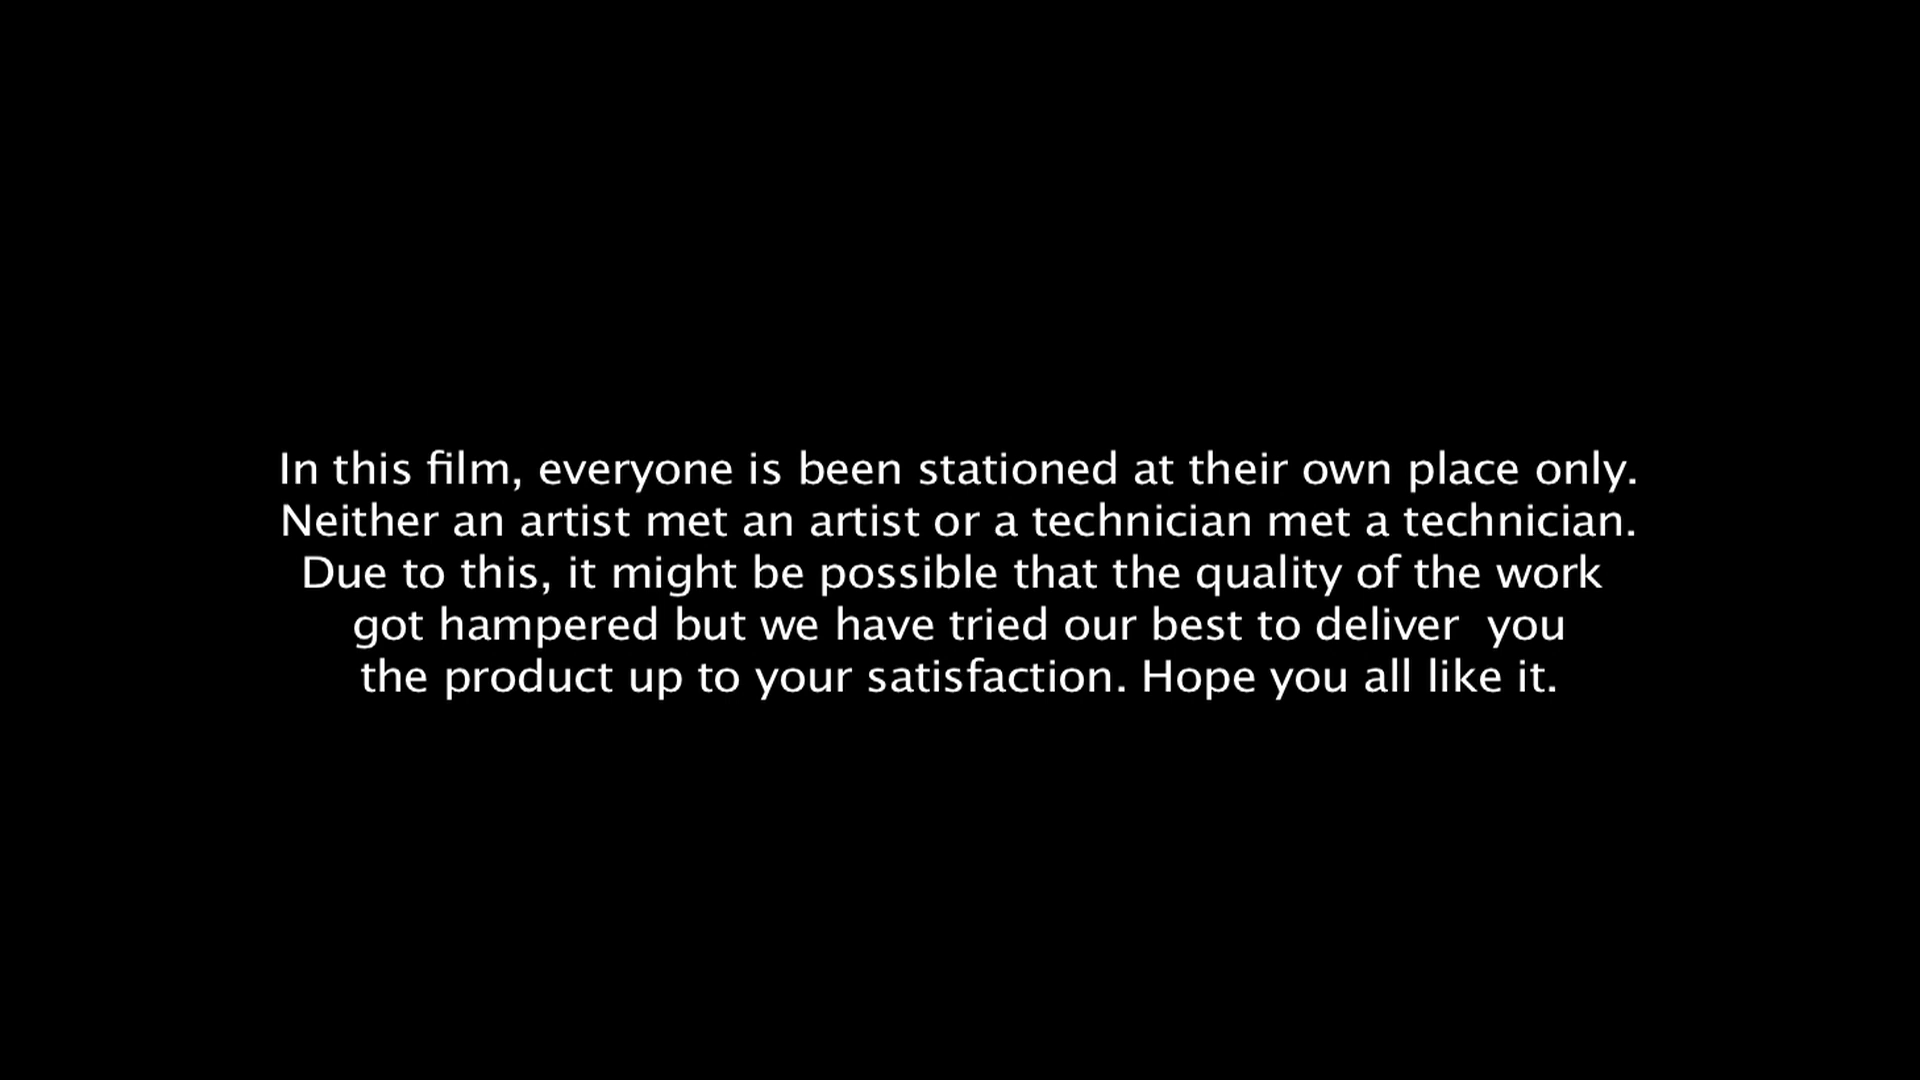 In this film, everyone is been stationed at their own place only.
Neither an artist met an artist or a technician met a technician.
Due to this, it might be possible that the quality of the work
got hampered but we have tried our best to deliver  you
the product up to your satisfaction. Hope you all like it.